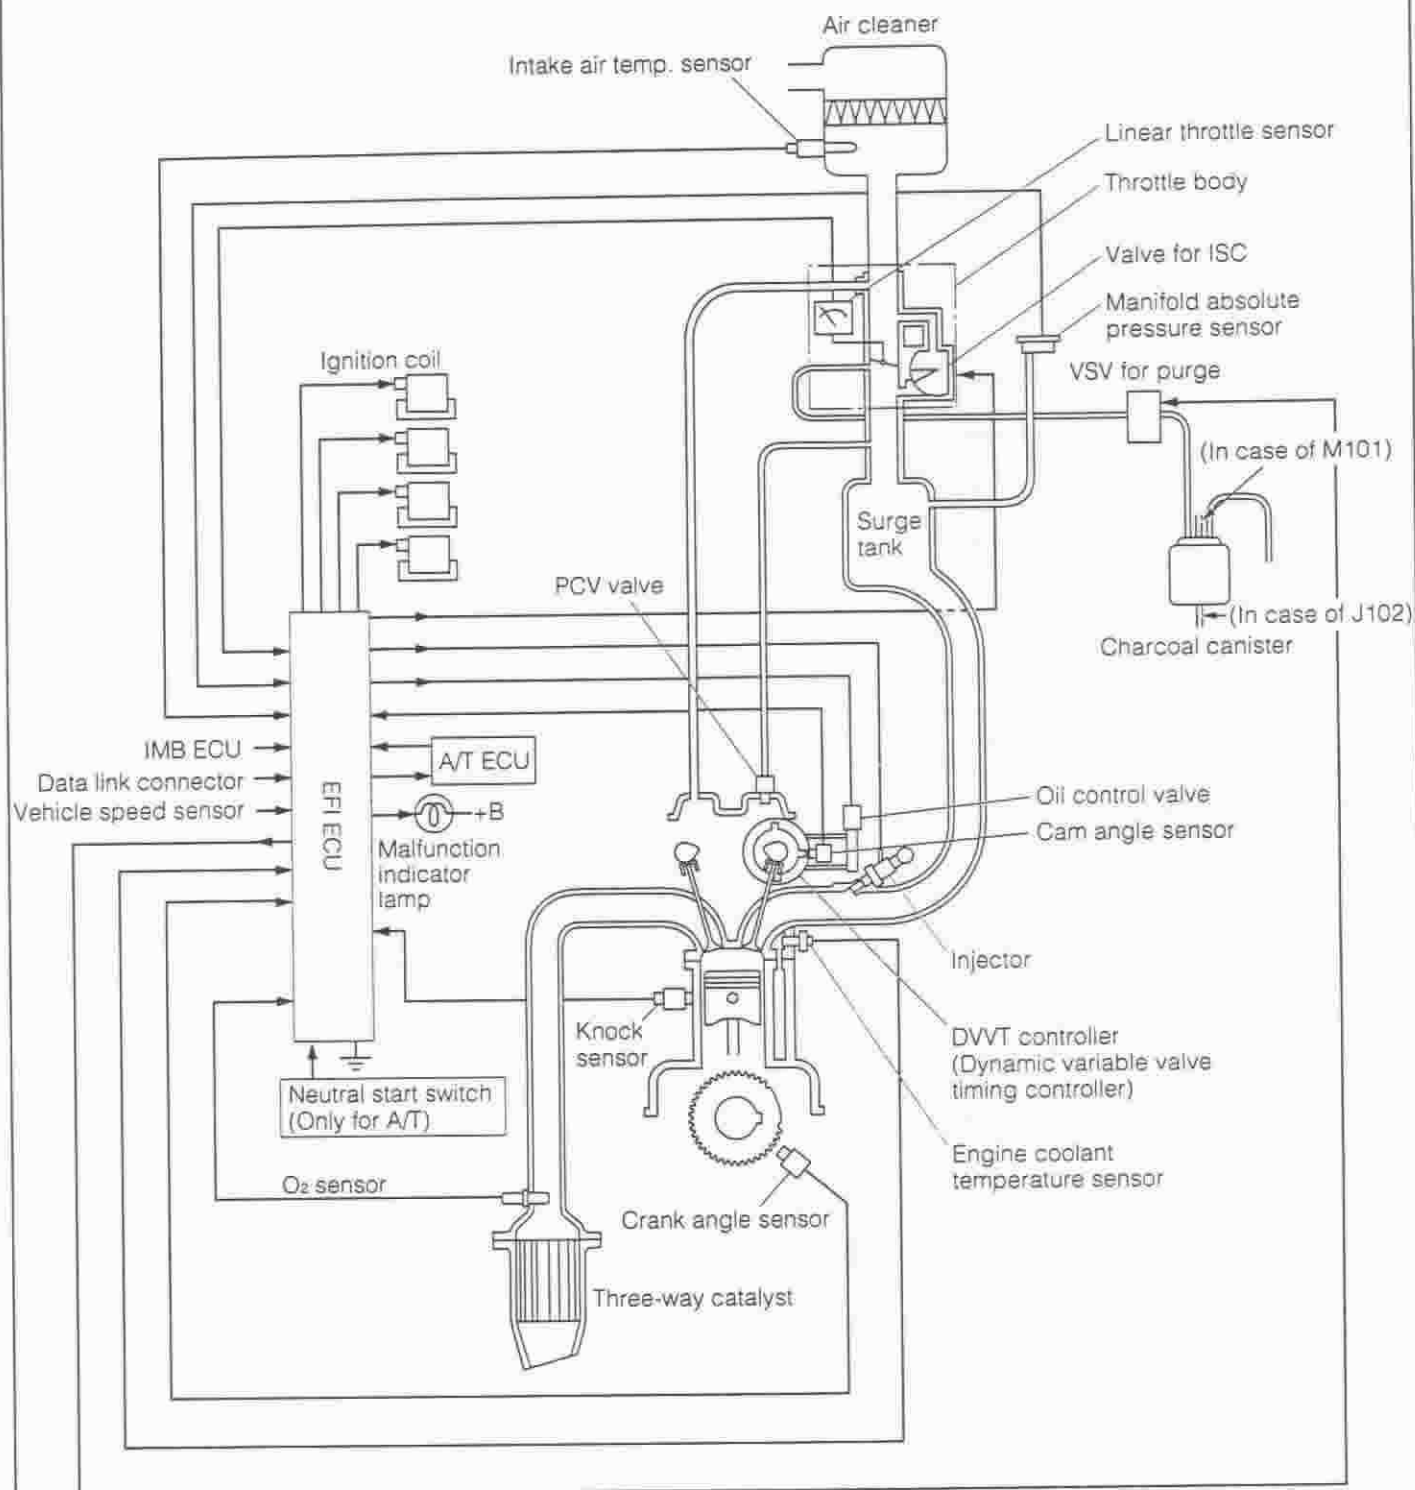 Air cleaner
Intake air temp. sensor
Linear throttle sensor
Throttle body
Valve for ISC
Manifold absolute
pressure sensor
Ignition coil
VSV for purge
(In case of M101)
Surge
tank
PCV valve
(In case of J102)
Charcoal canister
IMB ECU
A/T ECU
Data link connector
Vehicle speed sensor
EFI ECU
+B
Oil control valve
Cam angle sensor
Malfunction
indicator
lamp
Injector
Knock
sensor
DVVT controller
(Dynamic variable valve
timing controller)
Neutral start switch
(Only for A/T)
Engine coolant
temperature sensor
O2 sensor
Crank angle sensor
Three-way catalyst